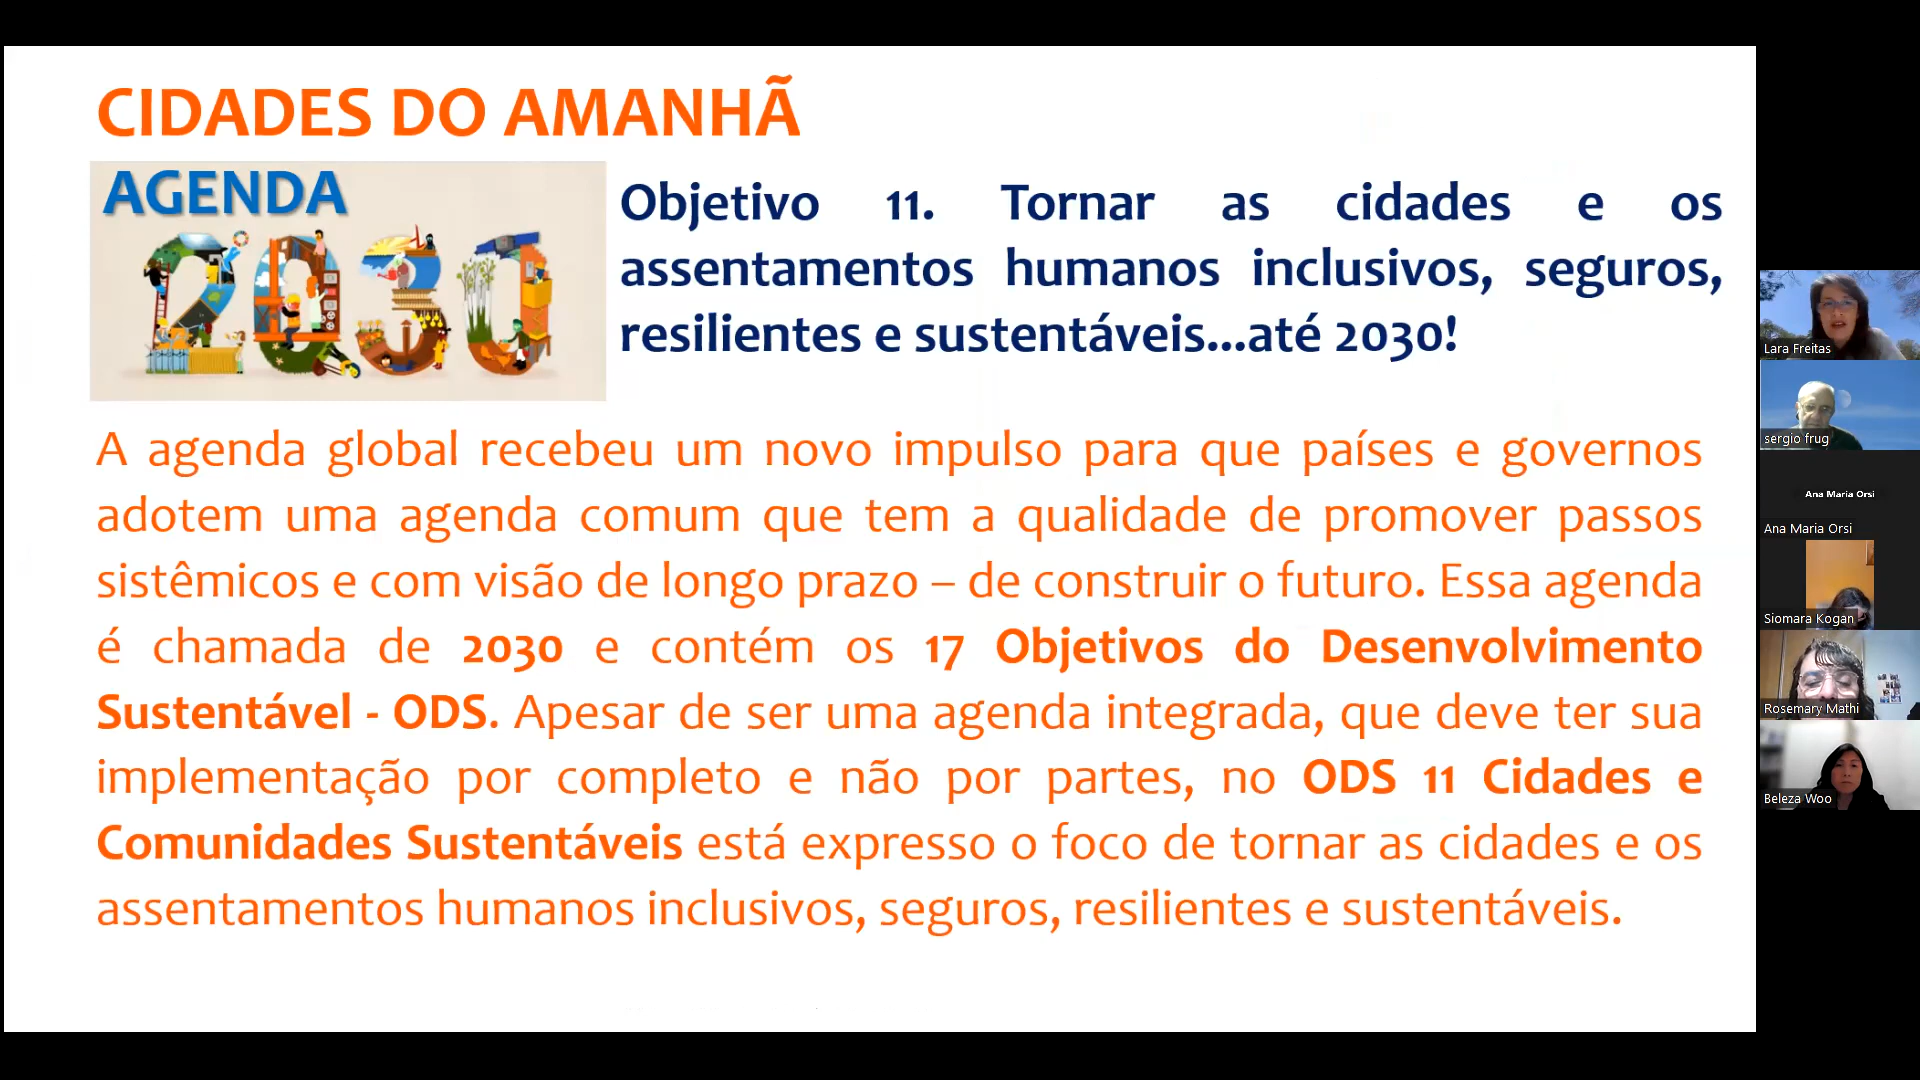 CIDADES DO AMANHÃ
AGENDA
2030
Objetivo 11. Tornar as cidades e os
assentamentos humanos inclusivos, seguros,
resilientes e sustentáveis...até 2030!
A agenda global recebeu um novo impulso para que países e governos
adotem uma agenda comum que tem a qualidade de promover passos
sistêmicos e com visão de longo prazo – de construir o futuro. Essa agenda
é chamada de 2030 e contém os 17 Objetivos do Desenvolvimento
Sustentável - ODS. Apesar de ser uma agenda integrada, que deve ter sua
implementação por completo e não por partes, no ODS 11 Cidades e
Comunidades Sustentáveis está expresso o foco de tornar as cidades e os
assentamentos humanos inclusivos, seguros, resilientes e sustentáveis.
Lara Freitas
sergio frug
Ana Maria Orsi
Ana Maria Orsi
Siomara Kogan
Rosemary Mathi
Beleza Woo